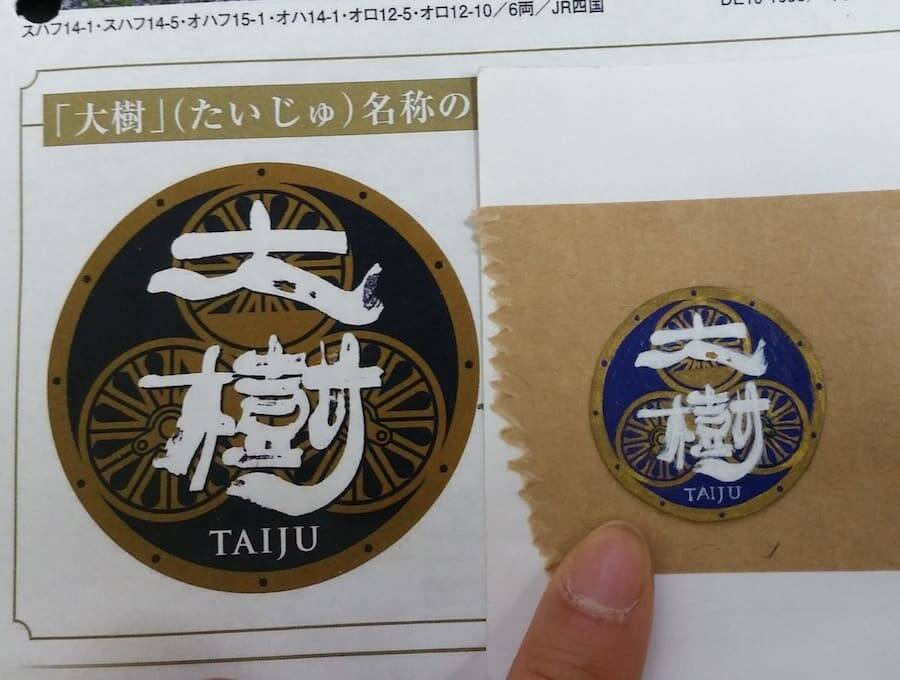 スハフ14-1・スハフ14-5・オハフ15-1・オハ14-1・オロ12-5・オロ12-10／6両／JR四国
「大樹」(たいじゅ)名称の
大
樹
TAIJU
大
樹
TAIJU